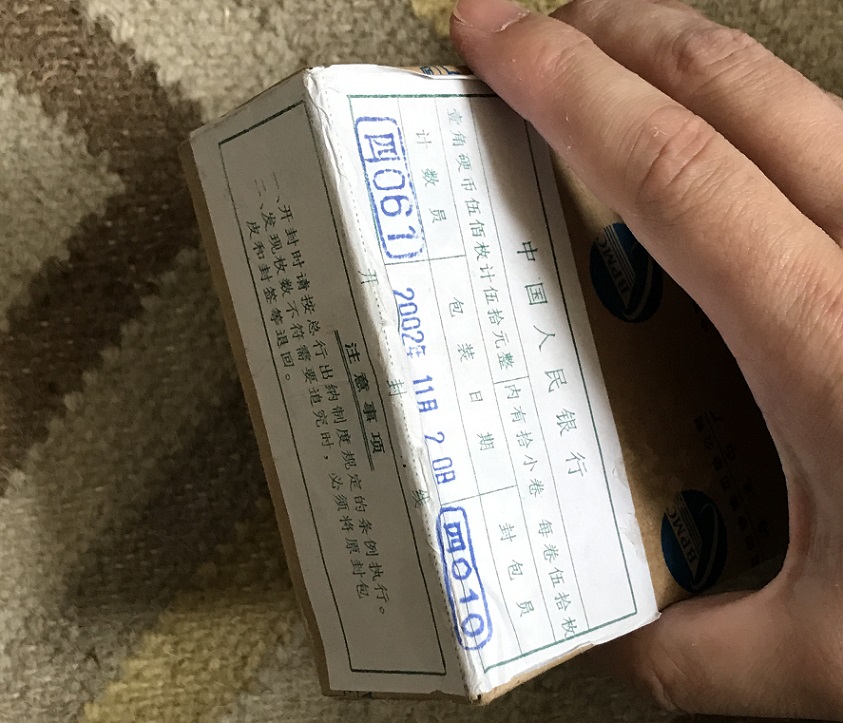 中国人民银行
壹角硬币伍佰枚计伍拾元整 内有拾小卷 每卷伍拾枚
计数员 包装日期 封包员
四061 2002年 11月 20日 四010
开 封 线
注意事项
一、开封时请按总行出纳制度规定的条例执行。
二、发现枚数不符需要追究时，必须将原封包
皮和封签等退回。
BPMC
BPMC